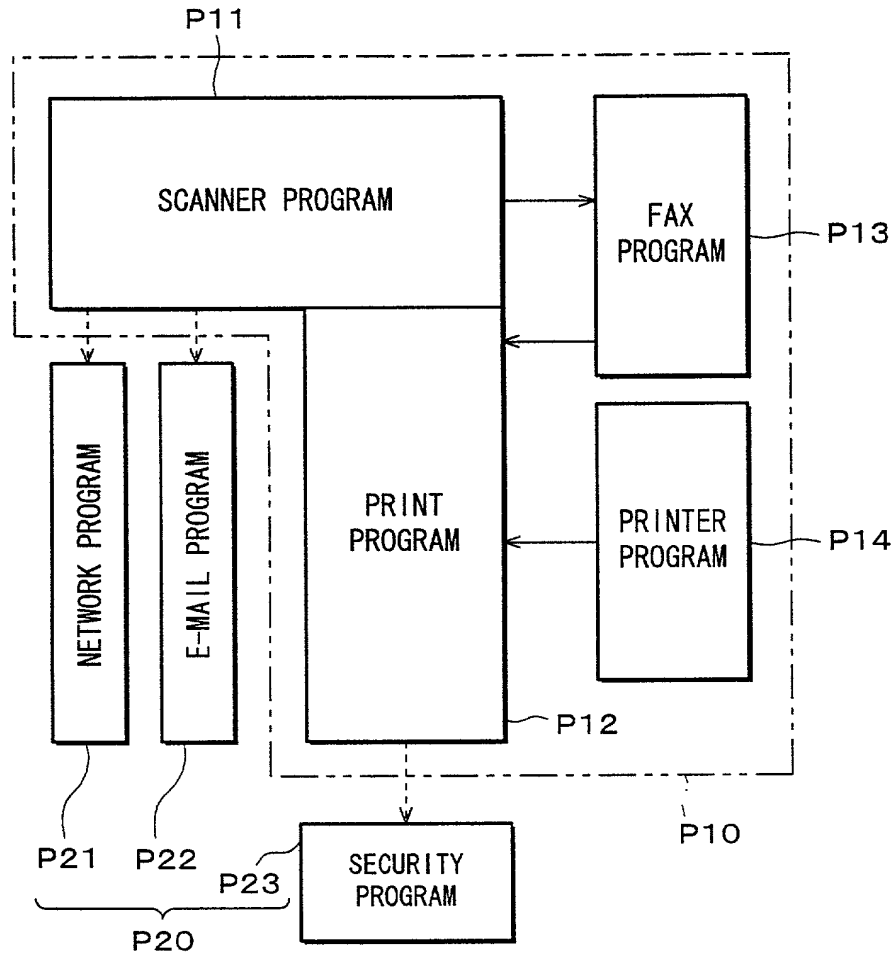 P11
SCANNER PROGRAM
FAX
PROGRAM
P13
NETWORK PROGRAM
E-MAIL PROGRAM
PRINT
PROGRAM
PRINTER
PROGRAM
P14
P12
P10
P21
P22
P23
SECURITY
PROGRAM
P20